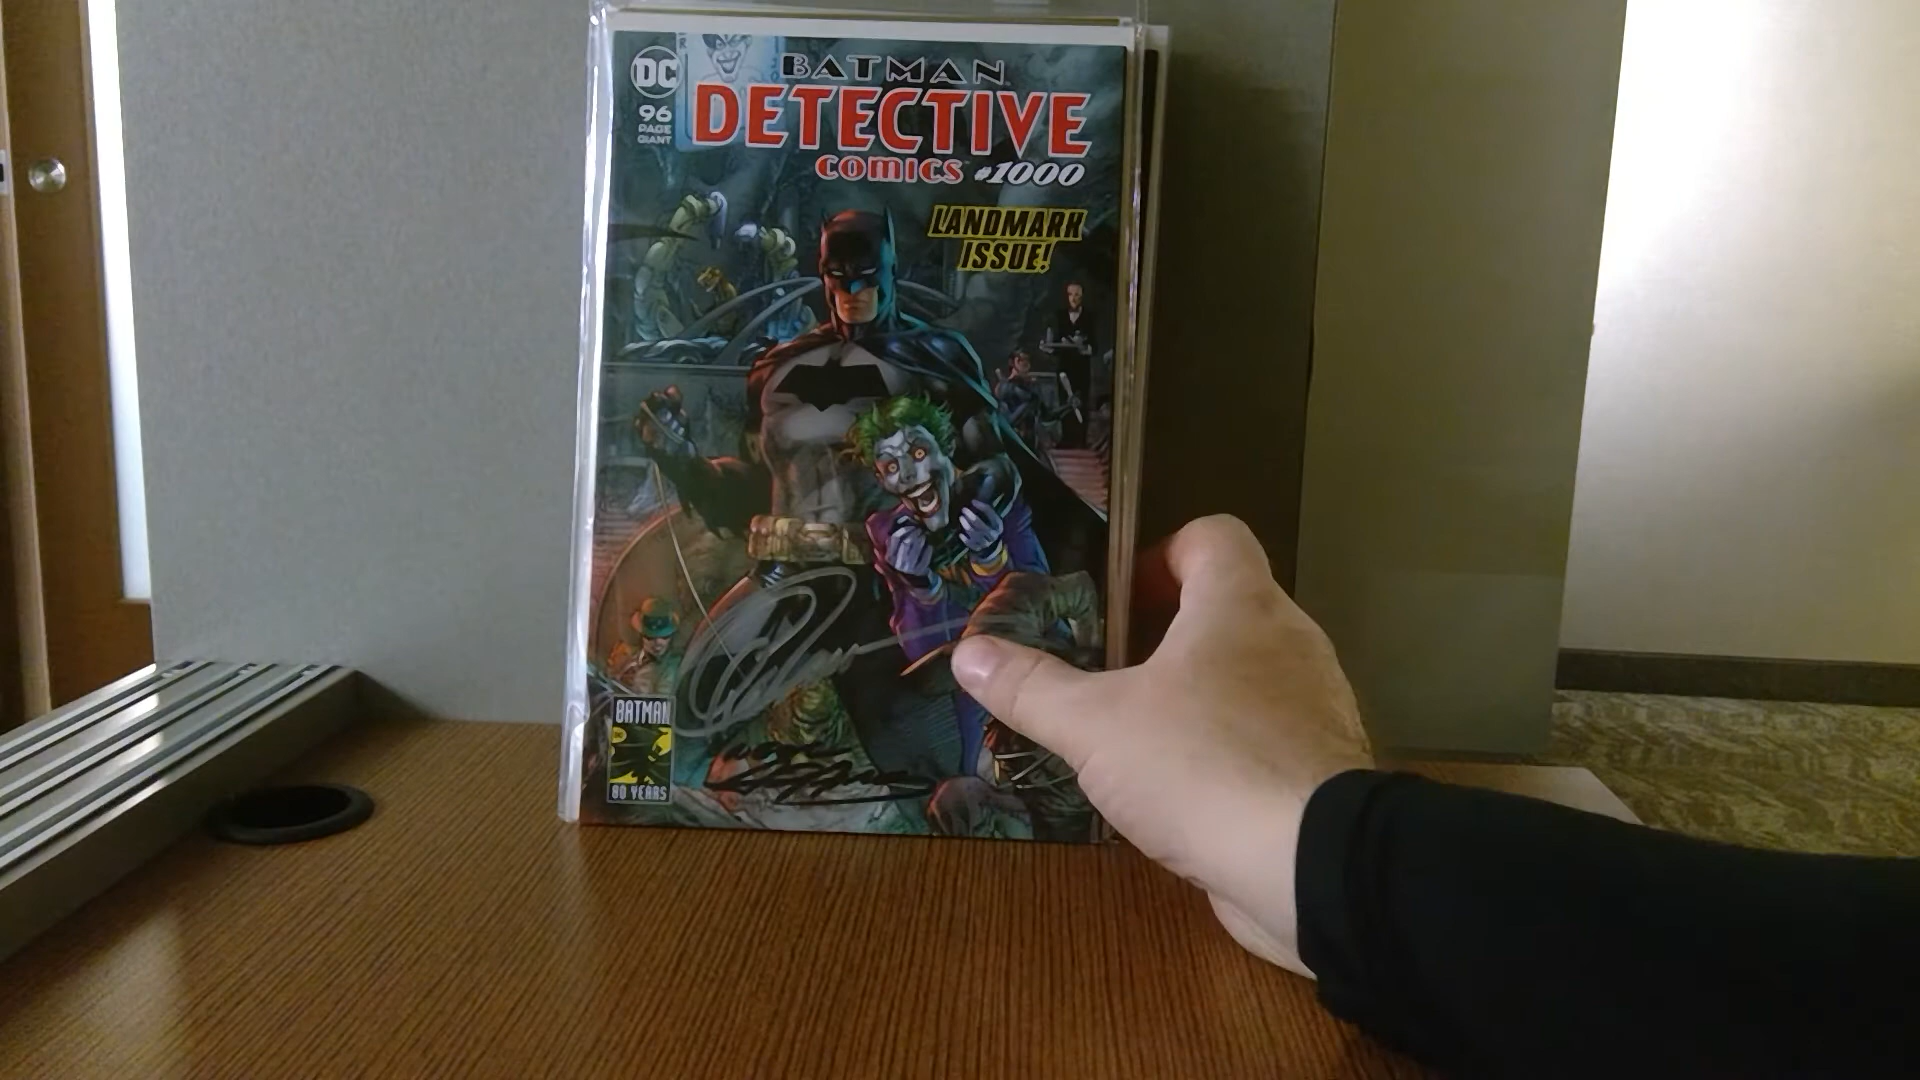 DC
96
PAGE
GIANT
BATMAN
DETECTIVE
COMICS #1000
LANDMARK
ISSUE!
BATMAN
80 YEARS